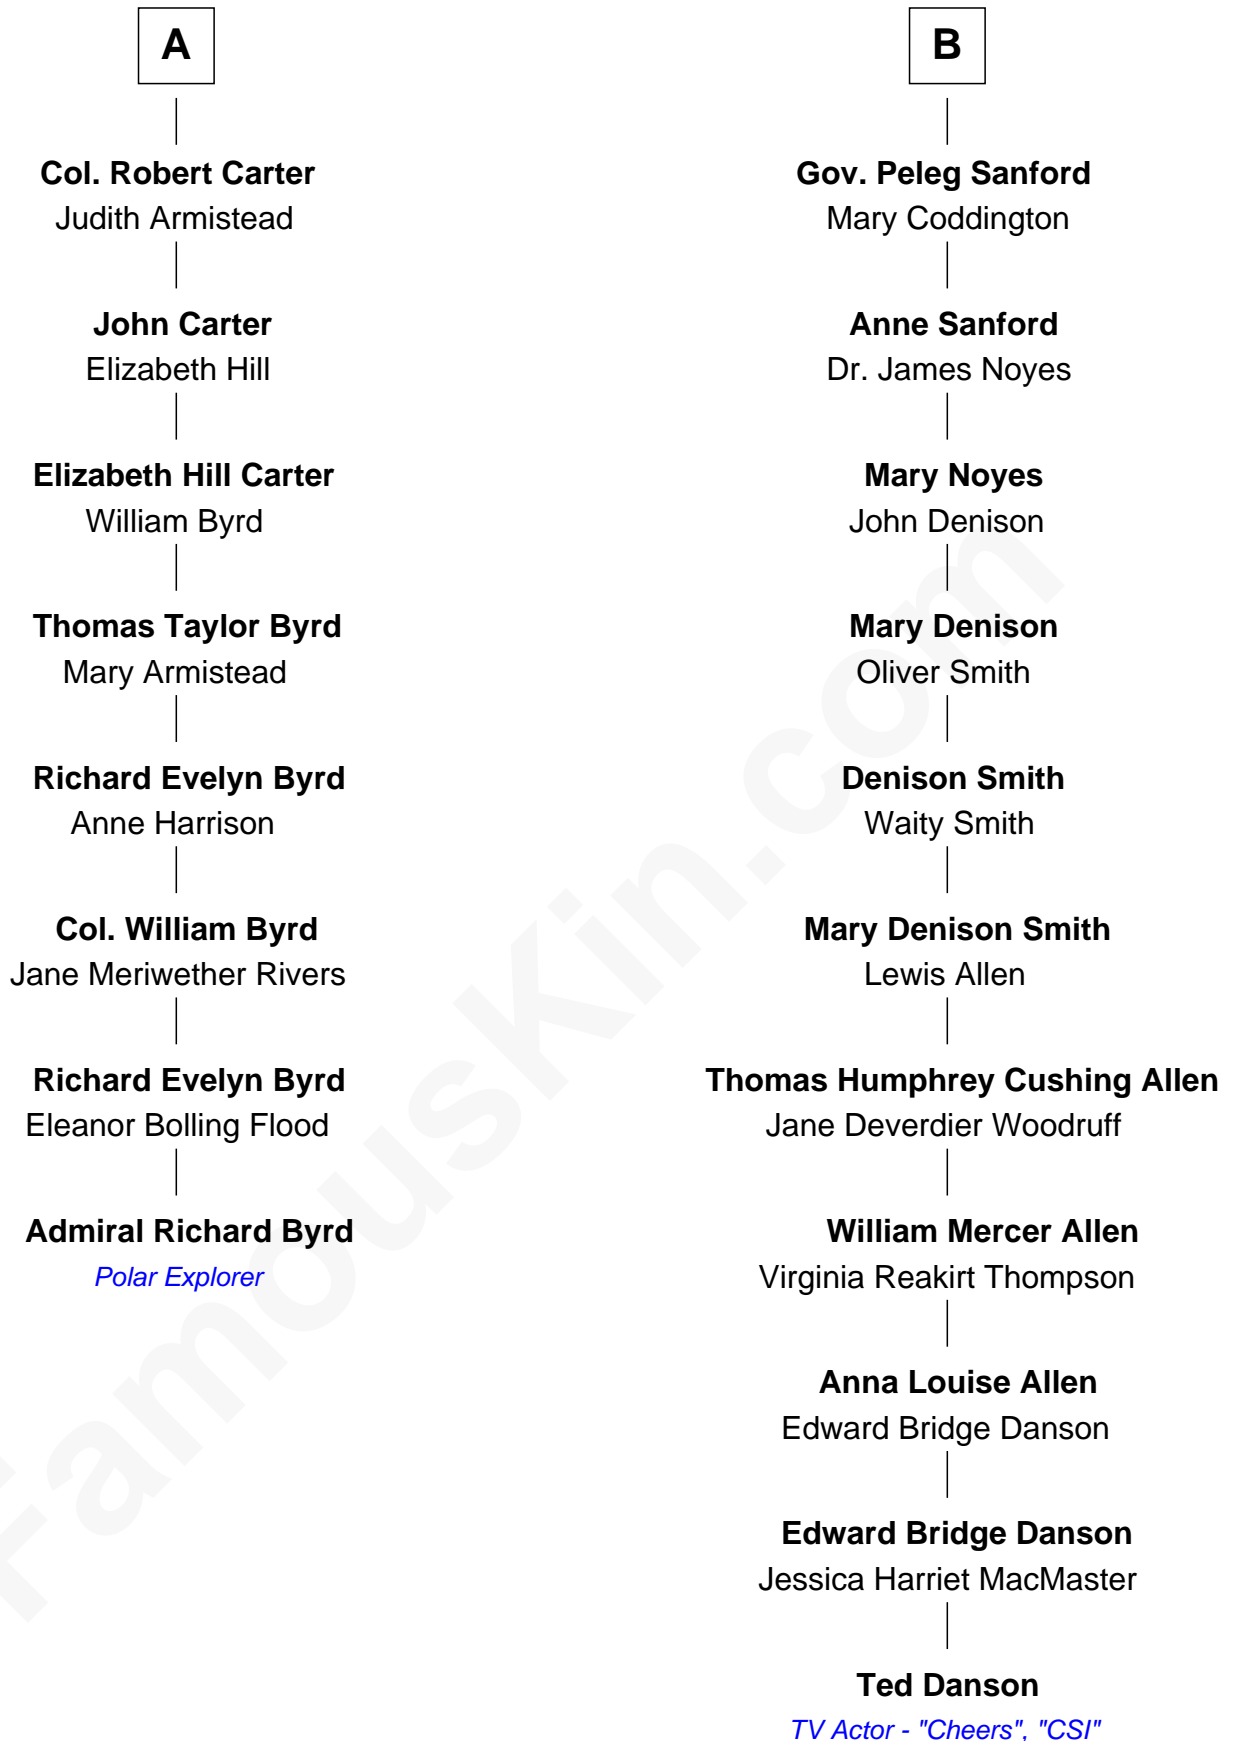 A
Col. Robert Carter
Judith Armistead
John Carter
Elizabeth Hill
Elizabeth Hill Carter
William Byrd
Thomas Taylor Byrd
Mary Armistead
Richard Evelyn Byrd
Anne Harrison
Col. William Byrd
Jane Meriwether Rivers
Richard Evelyn Byrd
Eleanor Bolling Flood
Admiral Richard Byrd
Polar Explorer
B
Gov. Peleg Sanford
Mary Coddington
Anne Sanford
Dr. James Noyes
Mary Noyes
John Denison
Mary Denison
Oliver Smith
Denison Smith
Waity Smith
Mary Denison Smith
Lewis Allen
Thomas Humphrey Cushing Allen
Jane Deverdier Woodruff
William Mercer Allen
Virginia Reakirt Thompson
Anna Louise Allen
Edward Bridge Danson
Edward Bridge Danson
Jessica Harriet MacMaster
Ted Danson
TV Actor - "Cheers", "CSI"
FamousKin.com